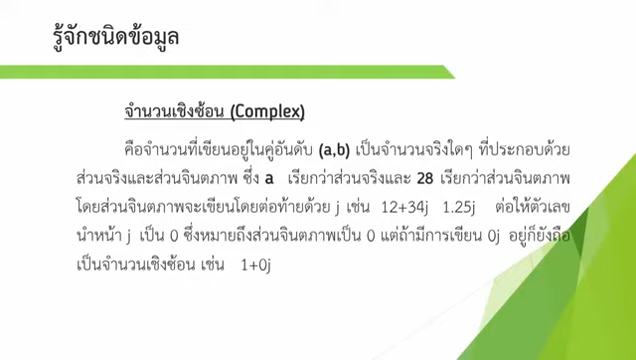 รู้จักชนิดข้อมูล
จำนวนเชิงซ้อน (Complex)
คือจำนวนที่เขียนอยู่ในคู่อันดับ (a,b) เป็นจำนวนจริงใดๆ ที่ประกอบด้วย
ส่วนจริงและส่วนจินตภาพ ซึ่ง a เรียกว่าส่วนจริงและ 28 เรียกว่าส่วนจินตภาพ
โดยส่วนจินตภาพจะเขียนโดยต่อท้ายด้วย j เช่น 12+34j 1.25j ต่อให้ตัวเลข
นำหน้า j เป็น 0 ซึ่งหมายถึงส่วนจินตภาพเป็น 0 แต่ถ้ามีการเขียน 0j อยู่ก็ยังถือ
เป็นจำนวนเชิงซ้อน เช่น 1+0j